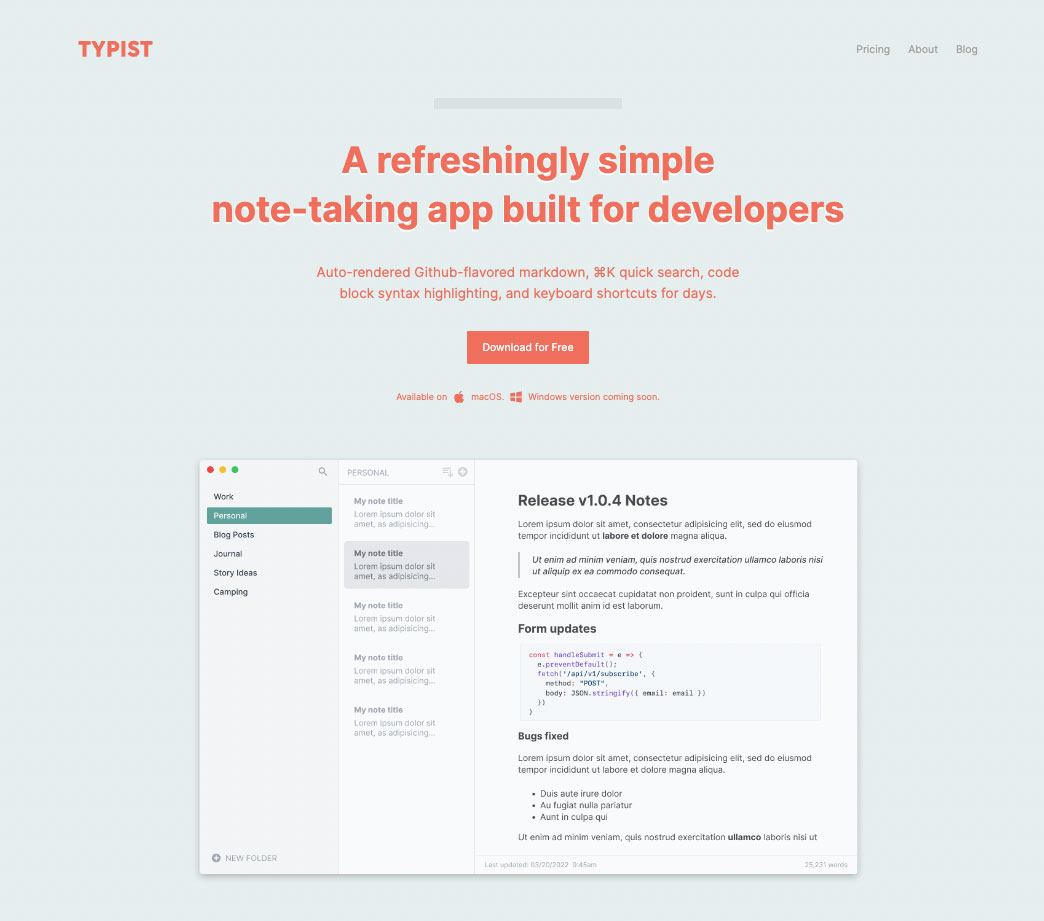 TYPIST
Pricing
About
Blog
A refreshingly simple
note-taking app built for developers
Auto-rendered Github-flavored markdown, ⌘K quick search, code
block syntax highlighting, and keyboard shortcuts for days.
Download for Free
Available on macOS. Windows version coming soon.
Work
Personal
Blog Posts
Journal
Story Ideas
Camping
NEW FOLDER
PERSONAL
My note title
Lorem ipsum dolor sit
amet, as adipisicing...
My note title
Lorem ipsum dolor sit
amet, as adipisicing...
My note title
Lorem ipsum dolor sit
amet, as adipisicing...
My note title
Lorem ipsum dolor sit
amet, as adipisicing...
My note title
Lorem ipsum dolor sit
amet, as adipisicing...
Release v1.0.4 Notes
Lorem ipsum dolor sit amet, consectetur adipisicing elit, sed do eiusmod
tempor incididunt ut labore et dolore magna aliqua.
Ut enim ad minim veniam, quis nostrud exercitation ullamco laboris nisi
ut aliquip ex ea commodo consequat.
Excepteur sint occaecat cupidatat non proident, sunt in culpa qui officia
deserunt mollit anim id est laborum.
Form updates
const handleSubmit = e => {
  e.preventDefault();
  fetch('/api/v1/subscribe', {
    method: "POST",
    body: JSON.stringify({ email: email })
  })
}
Bugs fixed
Lorem ipsum dolor sit amet, consectetur adipisicing elit, sed do eiusmod
tempor incididunt ut labore et dolore magna aliqua.
• Duis aute irure dolor
• Au fugiat nulla pariatur
• Aunt in culpa qui
Ut enim ad minim veniam, quis nostrud exercitation ullamco laboris nisi ut
Last updated: 03/20/2022 9:45am
25,231 words